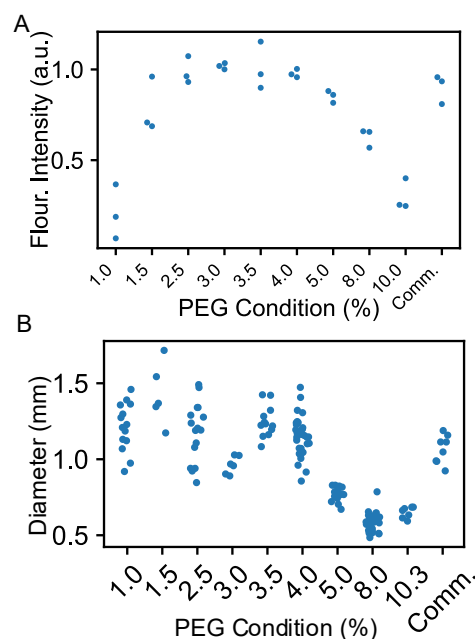 A
Flour. Intensity (a.u.)
1.0
0.5
1.0 1.5 2.5 3.0 3.5 4.0 5.0 8.0 10.0 Comm.
PEG Condition (%)
B
Diameter (mm)
1.5
1.0
0.5
1.0 1.5 2.5 3.0 3.5 4.0 5.0 8.0 10.3 Comm.
PEG Condition (%)